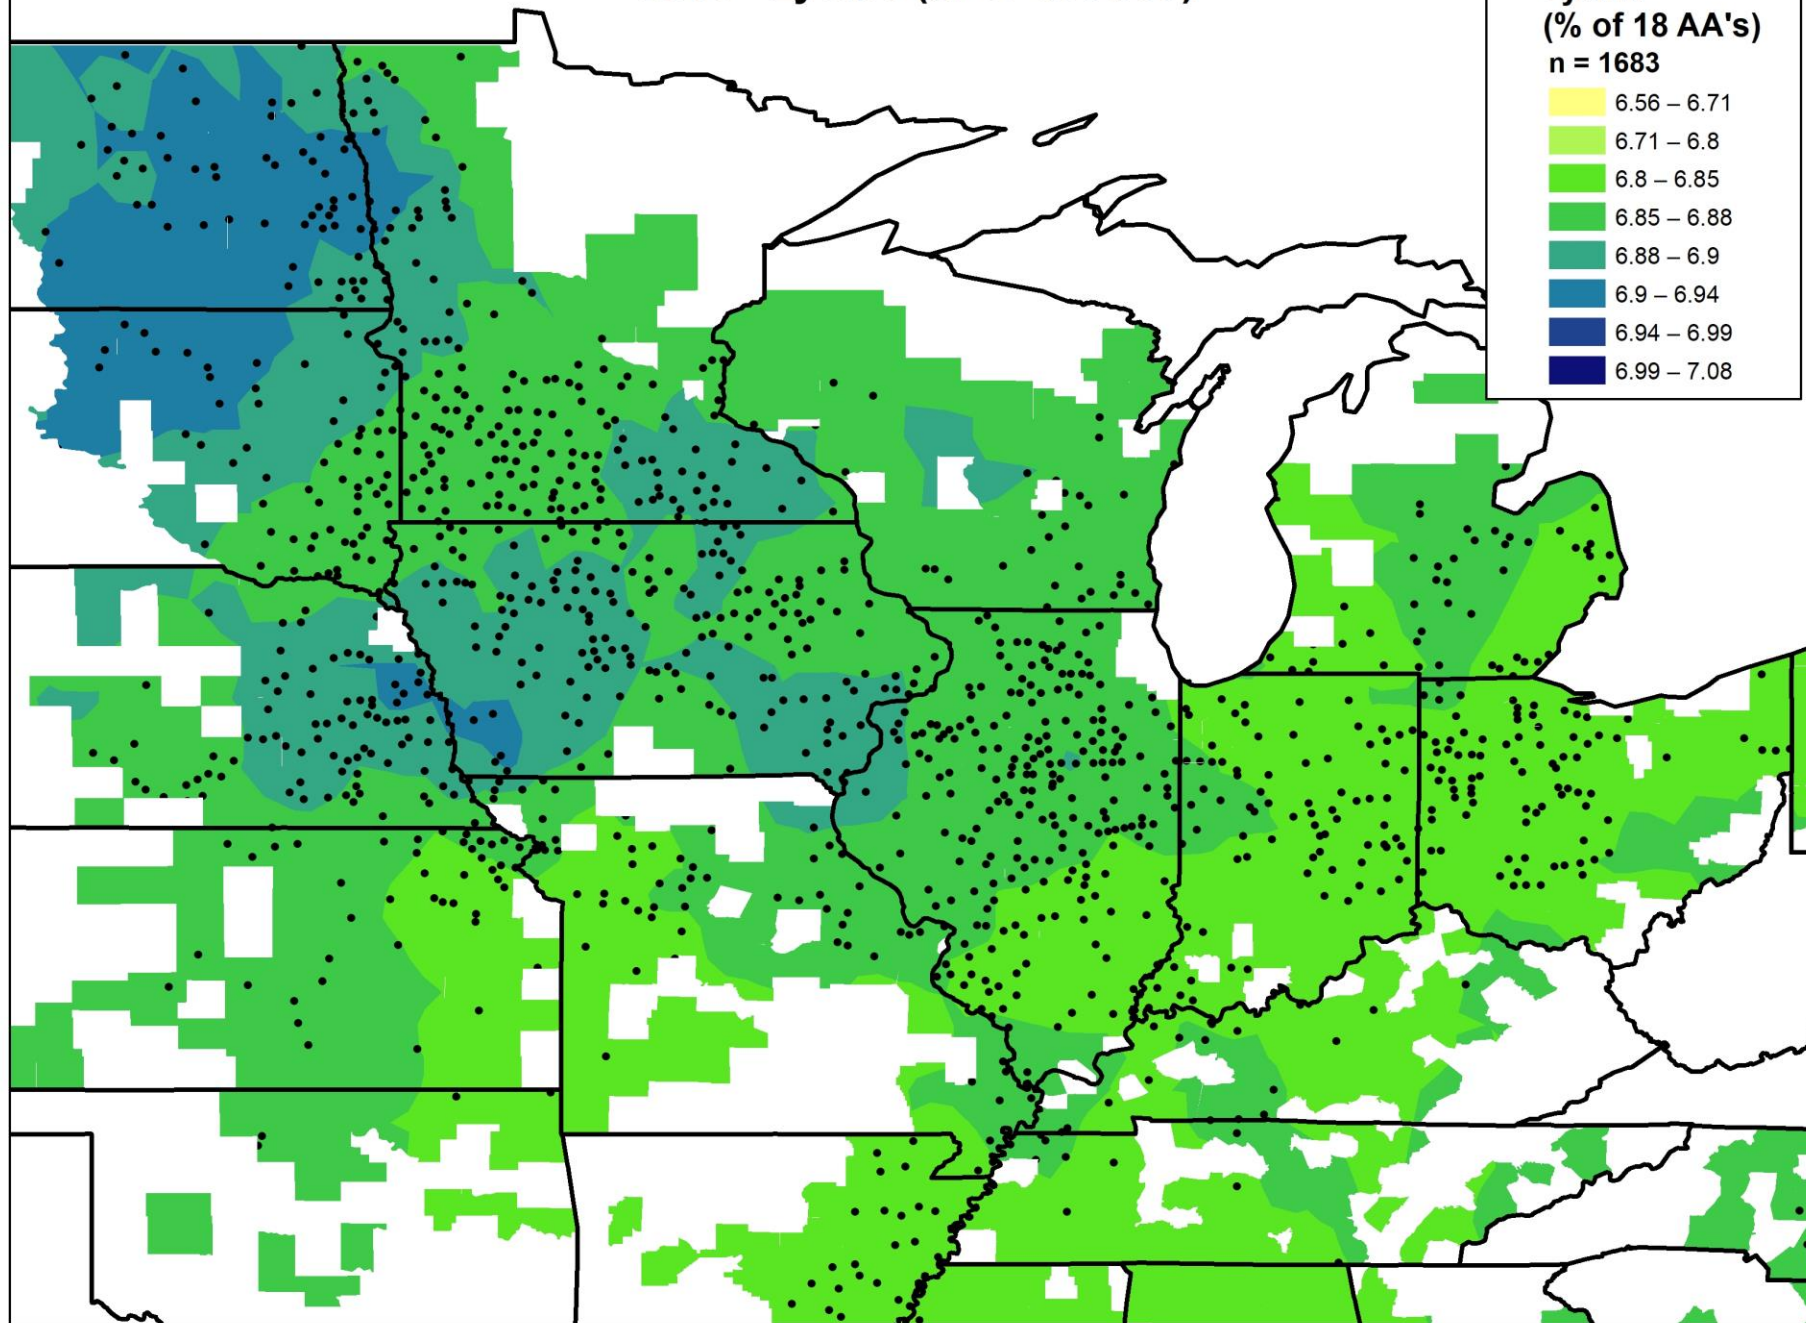 (% of 18 AA's)
n = 1683
6.56 – 6.71
6.71 – 6.8
6.8 – 6.85
6.85 – 6.88
6.88 – 6.9
6.9 – 6.94
6.94 – 6.99
6.99 – 7.08